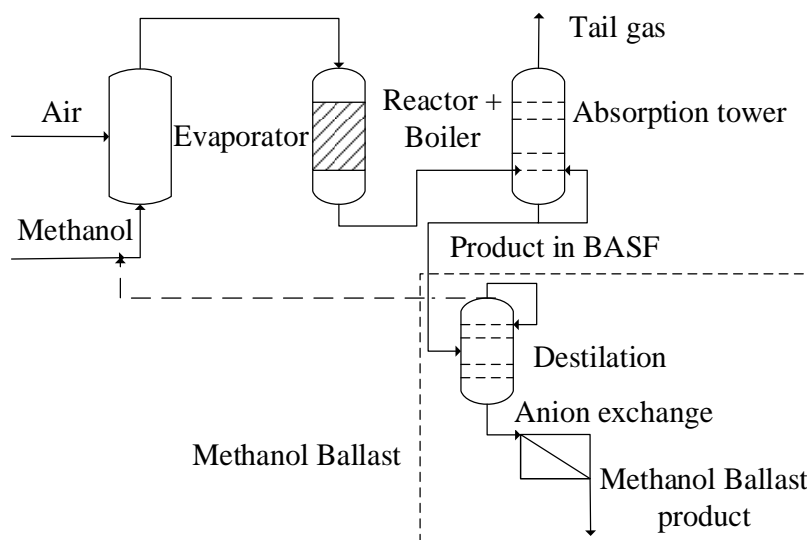 Tail gas
Air
Evaporator
Reactor +
Boiler
Absorption tower
Methanol
Product in BASF
Destilation
Anion exchange
Methanol Ballast
Methanol Ballast
product